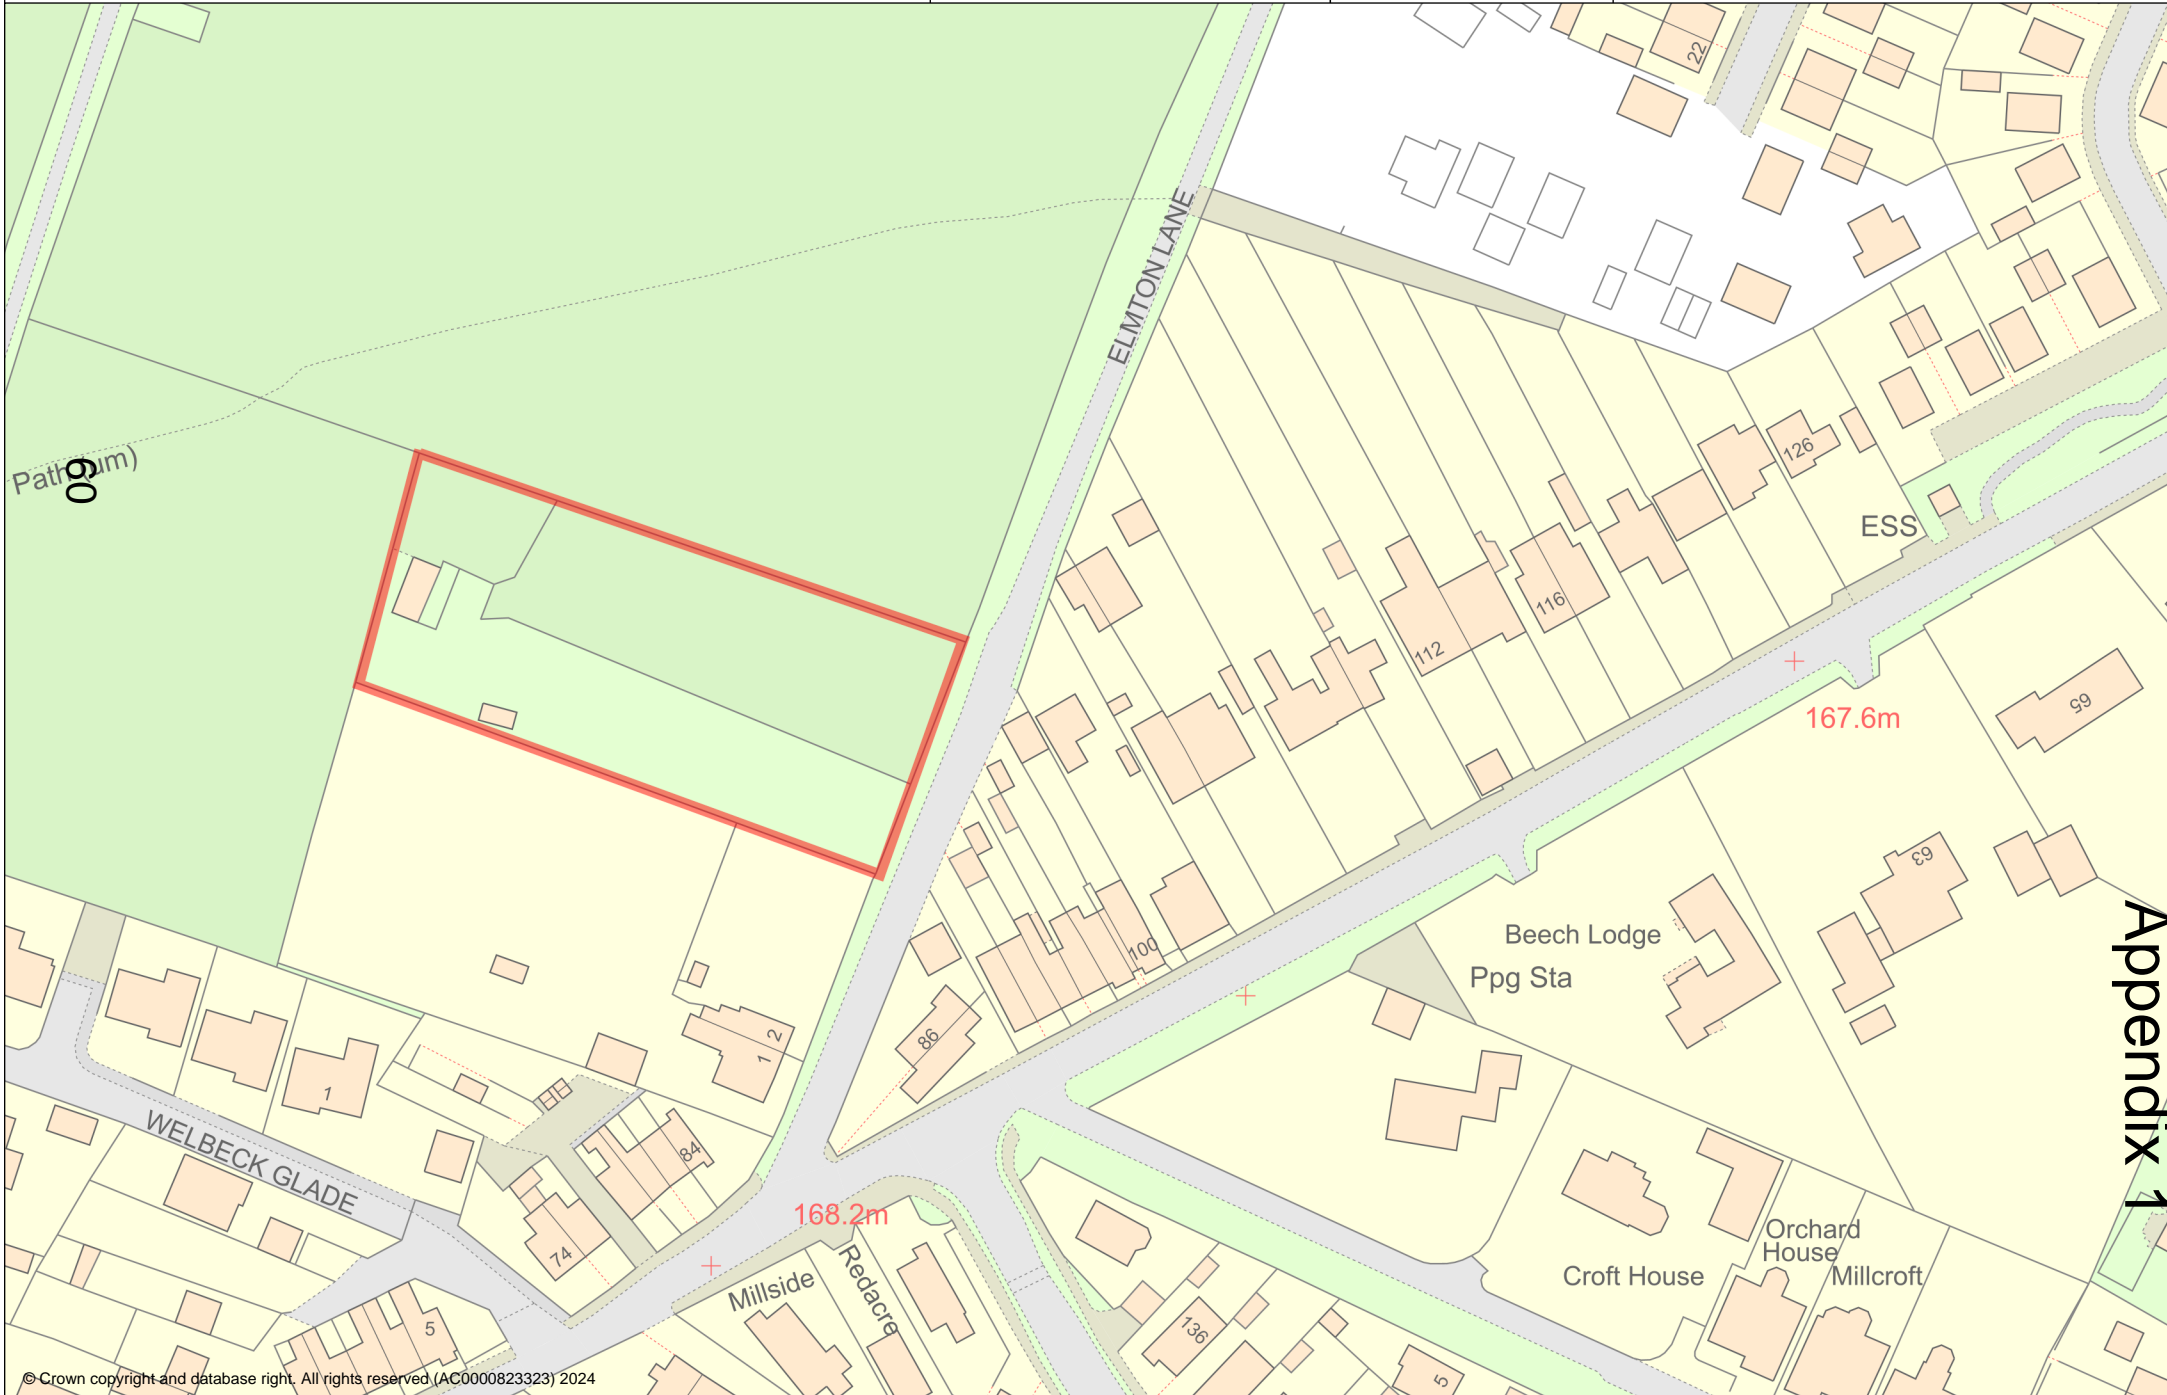 22
ELMTON LANE
Path (um)
60
126
ESS
116
112
65
167.6m
63
100
Beech Lodge
Ppg Sta
Appendix 1
86
2
1
1
WELBECK GLADE
84
74
168.2m
Millside
Redacre
Orchard
House
Croft House
Millcroft
136
5
5
© Crown copyright and database right. All rights reserved (AC0000823323) 2024